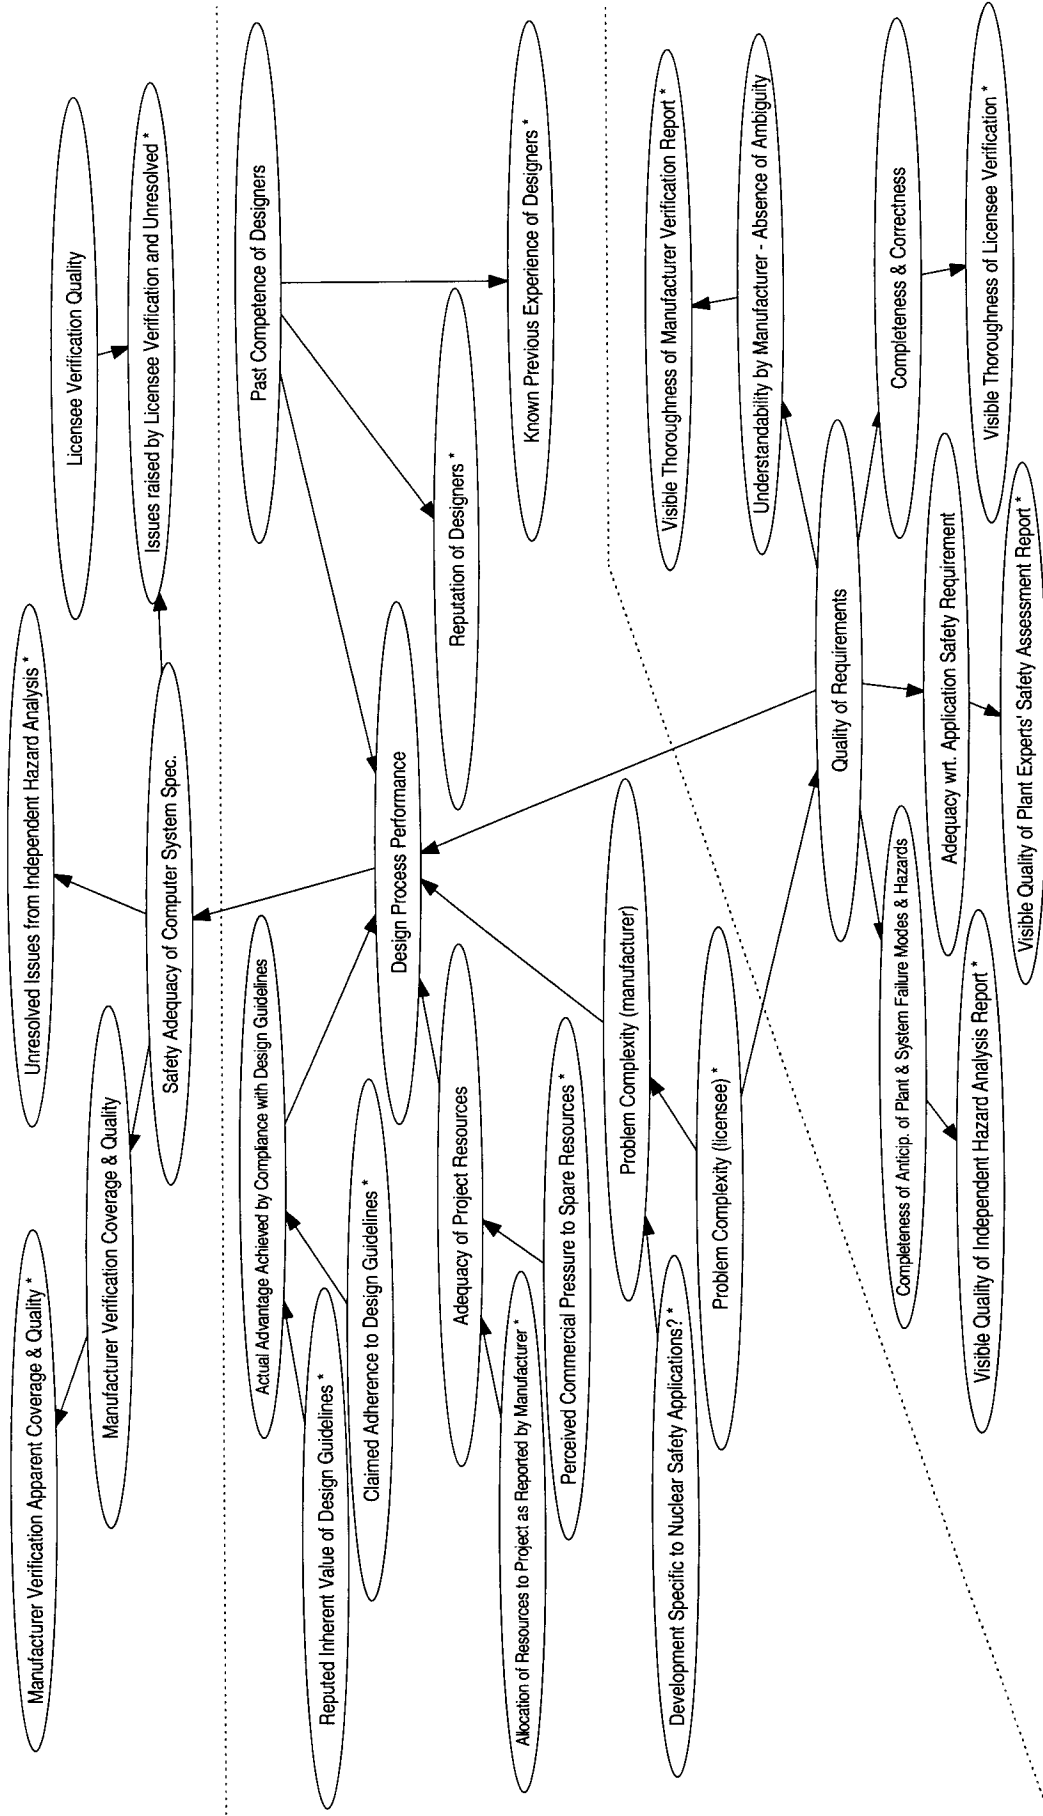 Manufacturer Verification Apparent Coverage & Quality *
Unresolved Issues from Independent Hazard Analysis *
Licensee Verification Quality
Manufacturer Verification Coverage & Quality
Issues raised by Licensee Verification and Unresolved *
Safety Adequacy of Computer System Spec.
Actual Advantage Achieved by Compliance with Design Guidelines
Past Competence of Designers
Reputed Inherent Value of Design Guidelines *
Claimed Adherence to Design Guidelines *
Design Process Performance
Adequacy of Project Resources
Reputation of Designers *
Allocation of Resources to Project as Reported by Manufacturer *
Known Previous Experience of Designers *
Perceived Commercial Pressure to Spare Resources *
Problem Complexity (manufacturer)
Development Specific to Nuclear Safety Applications? *
Problem Complexity (licensee) *
Visible Thoroughness of Manufacturer Verification Report *
Understandability by Manufacturer - Absence of Ambiguity
Quality of Requirements
Completeness of Anticip. of Plant & System Failure Modes & Hazards
Completeness & Correctness
Adequacy wrt. Application Safety Requirement
Visible Quality of Independent Hazard Analysis Report *
Visible Thoroughness of Licensee Verification *
Visible Quality of Plant Experts' Safety Assessment Report *